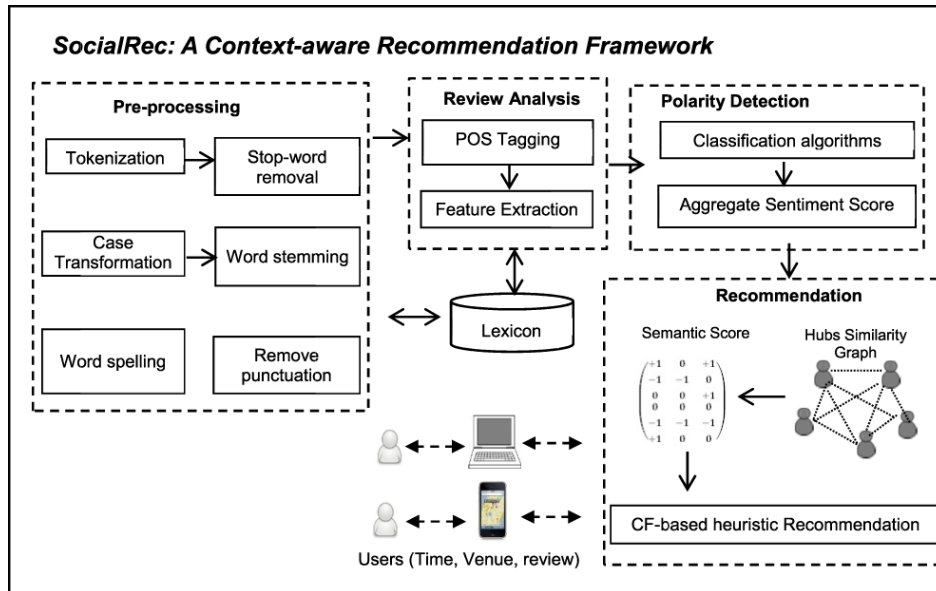 SocialRec: A Context-aware Recommendation Framework
Pre-processing
Tokenization
Stop-word
removal
Case
Transformation
Word stemming
Word spelling
Remove
punctuation
Review Analysis
POS Tagging
Feature Extraction
Lexicon
Polarity Detection
Classification algorithms
Aggregate Sentiment Score
Recommendation
Semantic Score
+1 0 +1
−1 −1 0
0 0 +1
0 0 0
−1 −1 −1
+1 0 0
Hubs Similarity
Graph
CF-based heuristic Recommendation
Users (Time, Venue, review)